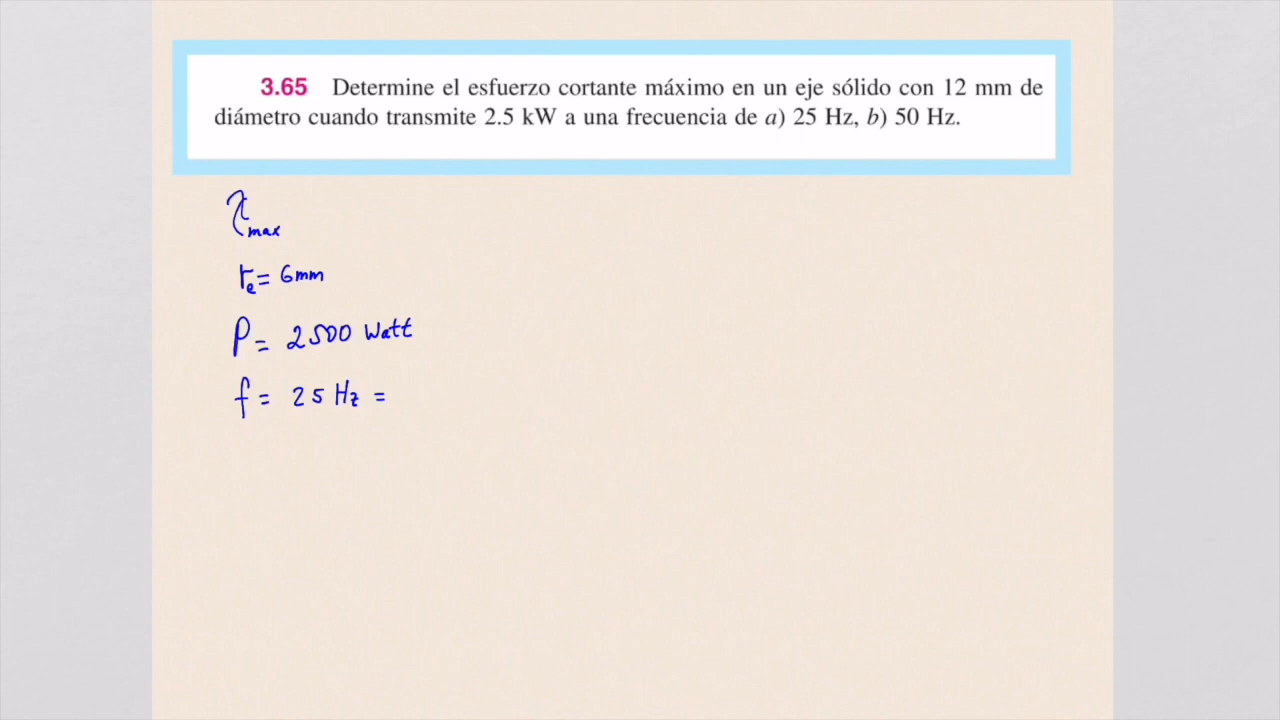 3.65 Determine el esfuerzo cortante máximo en un eje sólido con 12 mm de
diámetro cuando transmite 2.5 kW a una frecuencia de a) 25 Hz, b) 50 Hz.
τmax
re = 6mm
P = 2500 Watt
f = 25 Hz =